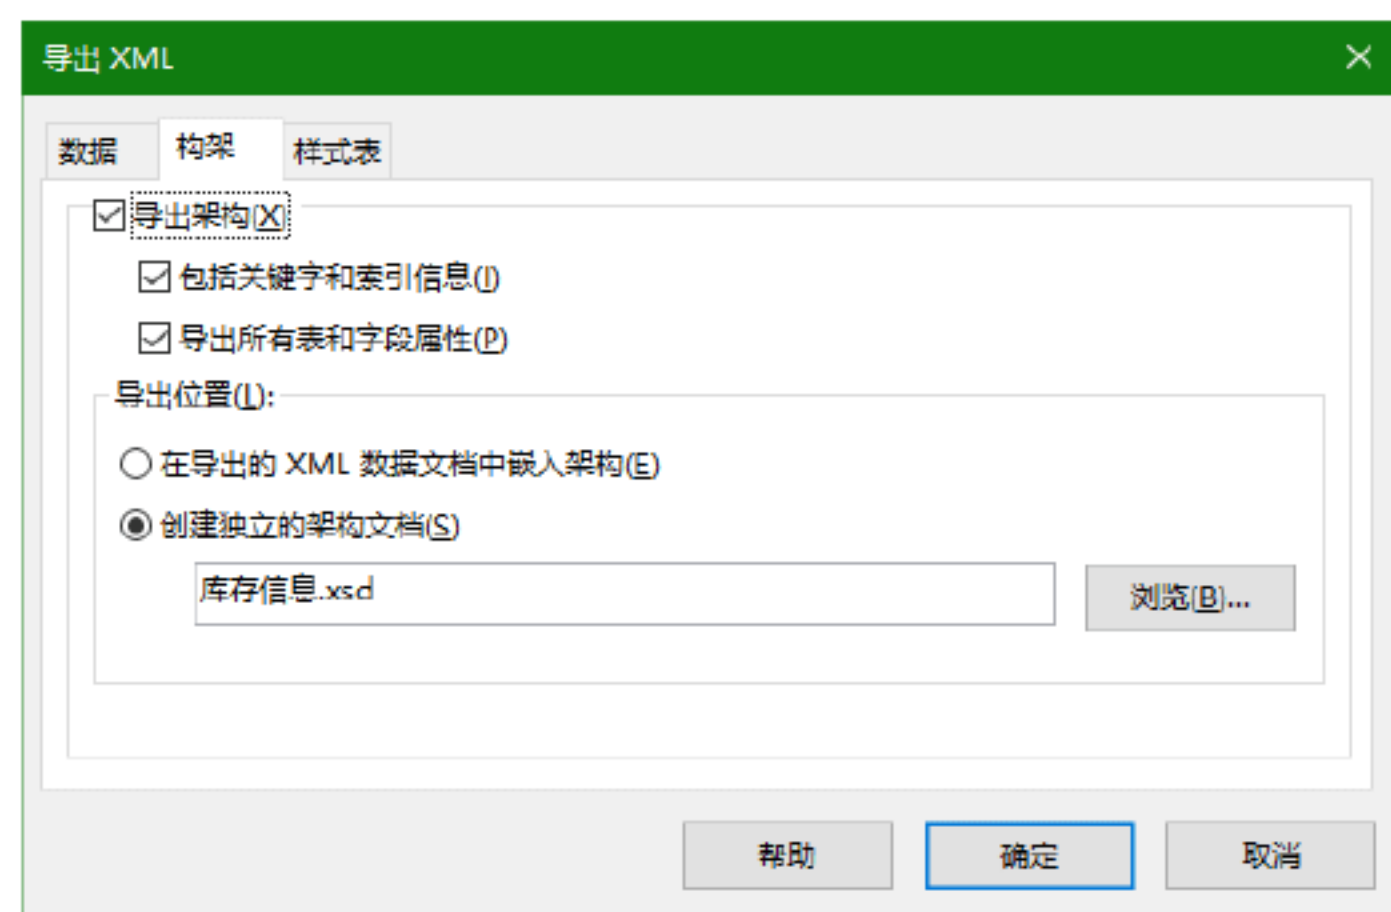 导出 XML
数据 构架 样式表
导出架构(X)
包括关键字和索引信息(I)
导出所有表和字段属性(P)
导出位置(L):
在导出的 XML 数据文档中嵌入架构(E)
创建独立的架构文档(S)
库存信息.xsd
浏览(B)...
帮助 确定 取消